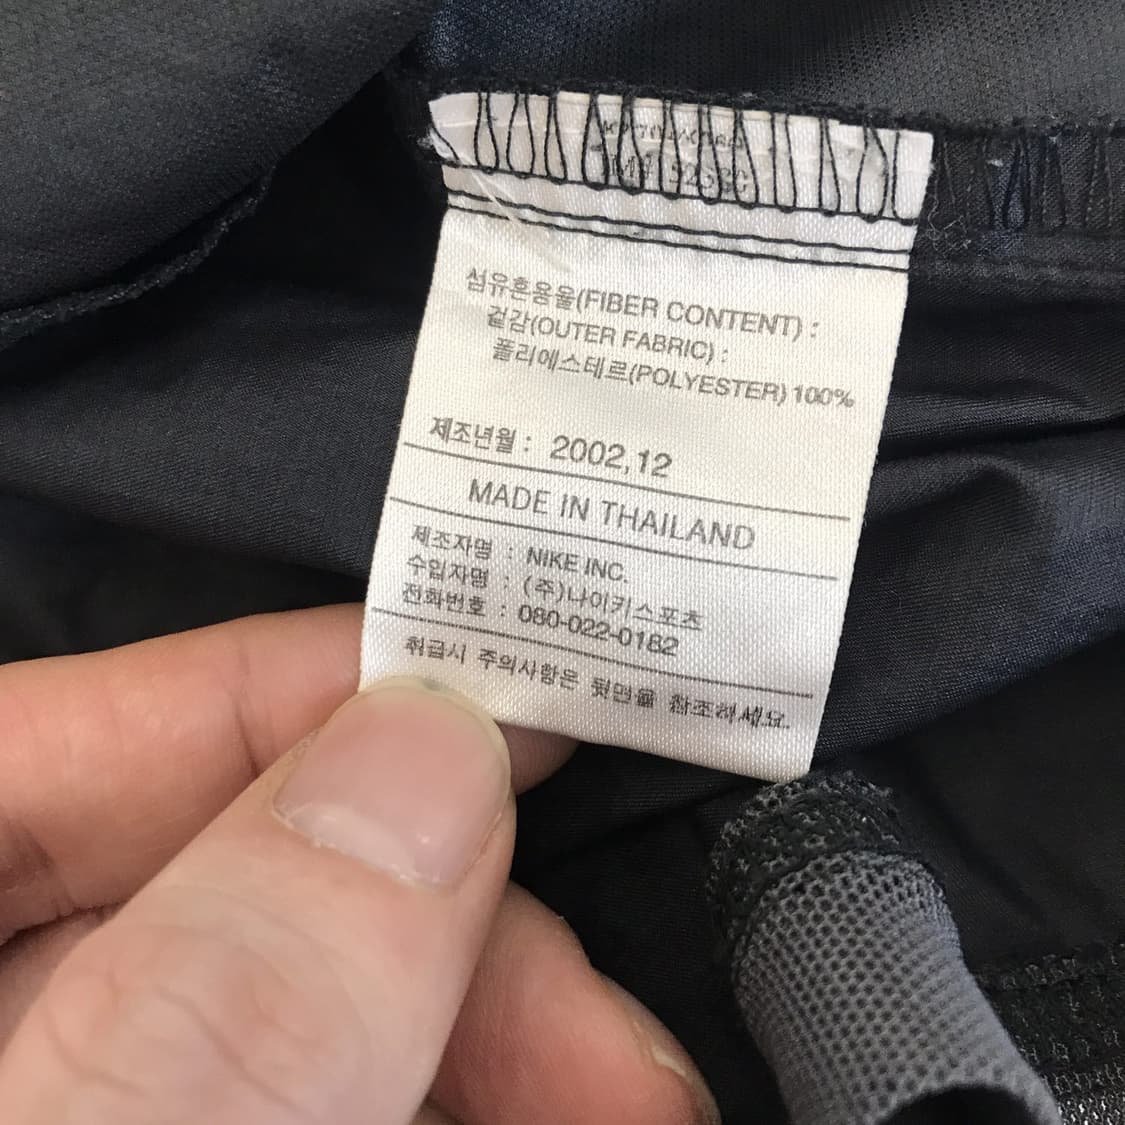 섬유혼용율(FIBER CONTENT) :
겉감(OUTER FABRIC) :
폴리에스테르(POLYESTER) 100%
제조년월 : 2002,12
MADE IN THAILAND
제조자명 : NIKE INC.
수입자명 : (주)나이키스포츠
전화번호 : 080-022-0182
취급시 주의사항은 뒷면을 참조하세요.